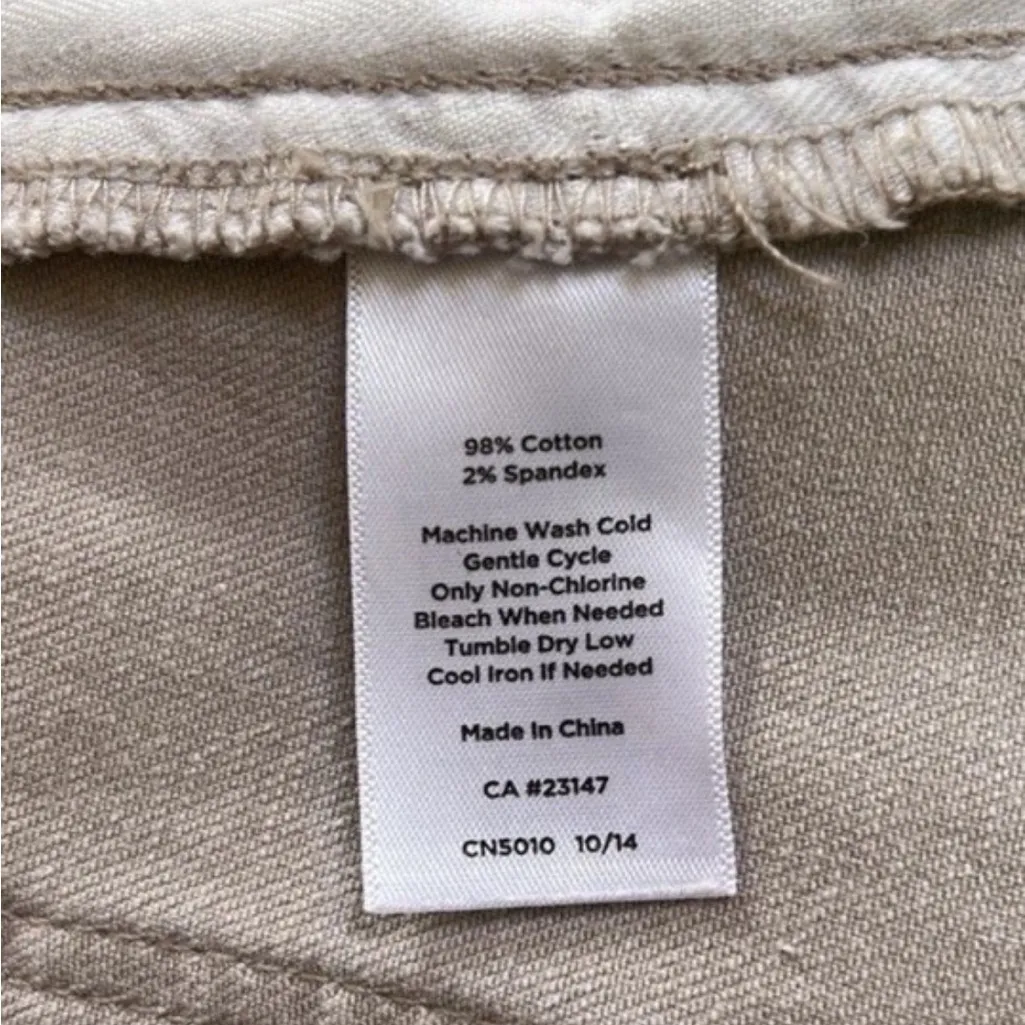 98% Cotton
2% Spandex
Machine Wash Cold
Gentle Cycle
Only Non-Chlorine
Bleach When Needed
Tumble Dry Low
Cool Iron If Needed
Made In China
CA #23147
CN5010 10/14